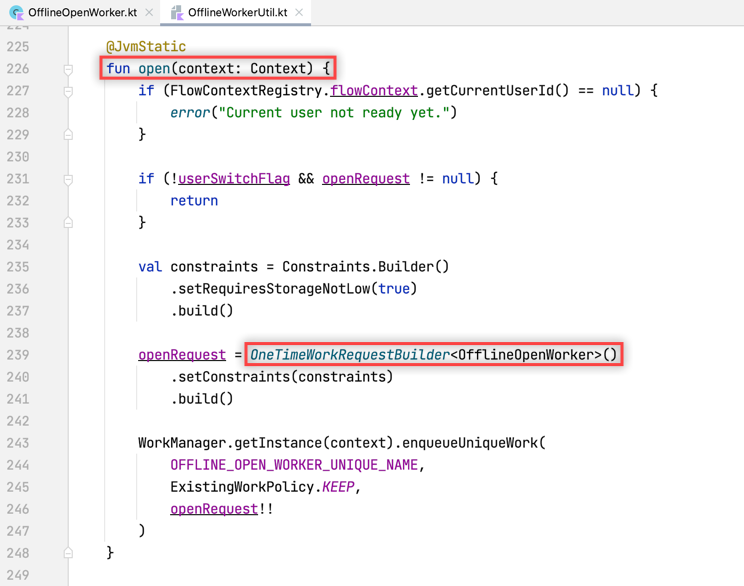 OfflineOpenWorker.kt
OfflineWorkerUtil.kt
224
225 @JvmStatic
226 fun open(context: Context) {
227 if (FlowContextRegistry.flowContext.getCurrentUserId() == null) {
228 error("Current user not ready yet.")
229 }
230
231 if (!userSwitchFlag && openRequest != null) {
232 return
233 }
234
235 val constraints = Constraints.Builder()
236 .setRequiresStorageNotLow(true)
237 .build()
238
239 openRequest = OneTimeWorkRequestBuilder<OfflineOpenWorker>()
240 .setConstraints(constraints)
241 .build()
242
243 WorkManager.getInstance(context).enqueueUniqueWork(
244 OFFLINE_OPEN_WORKER_UNIQUE_NAME,
245 ExistingWorkPolicy.KEEP,
246 openRequest!!
247 )
248 }
249